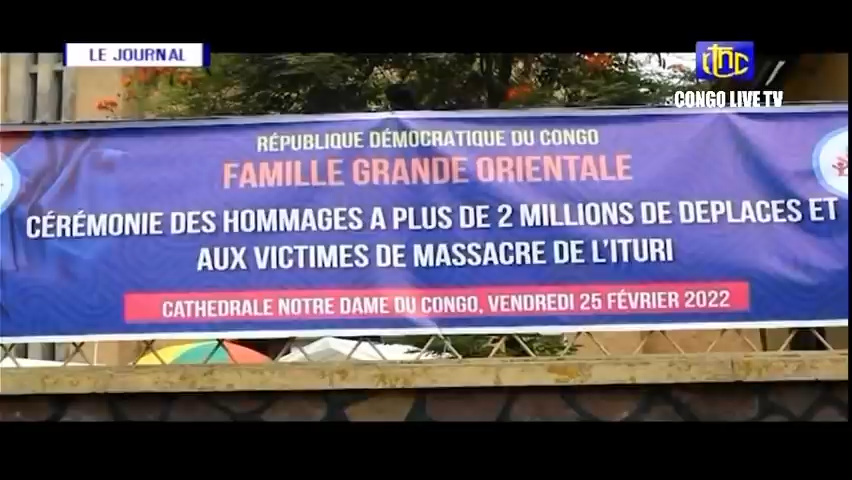 LE JOURNAL
rtnc
CONGO LIVE TV
RÉPUBLIQUE DÉMOCRATIQUE DU CONGO
FAMILLE GRANDE ORIENTALE
CÉRÉMONIE DES HOMMAGES A PLUS DE 2 MILLIONS DE DEPLACES ET
AUX VICTIMES DE MASSACRE DE L'ITURI
CATHEDRALE NOTRE DAME DU CONGO, VENDREDI 25 FÉVRIER 2022